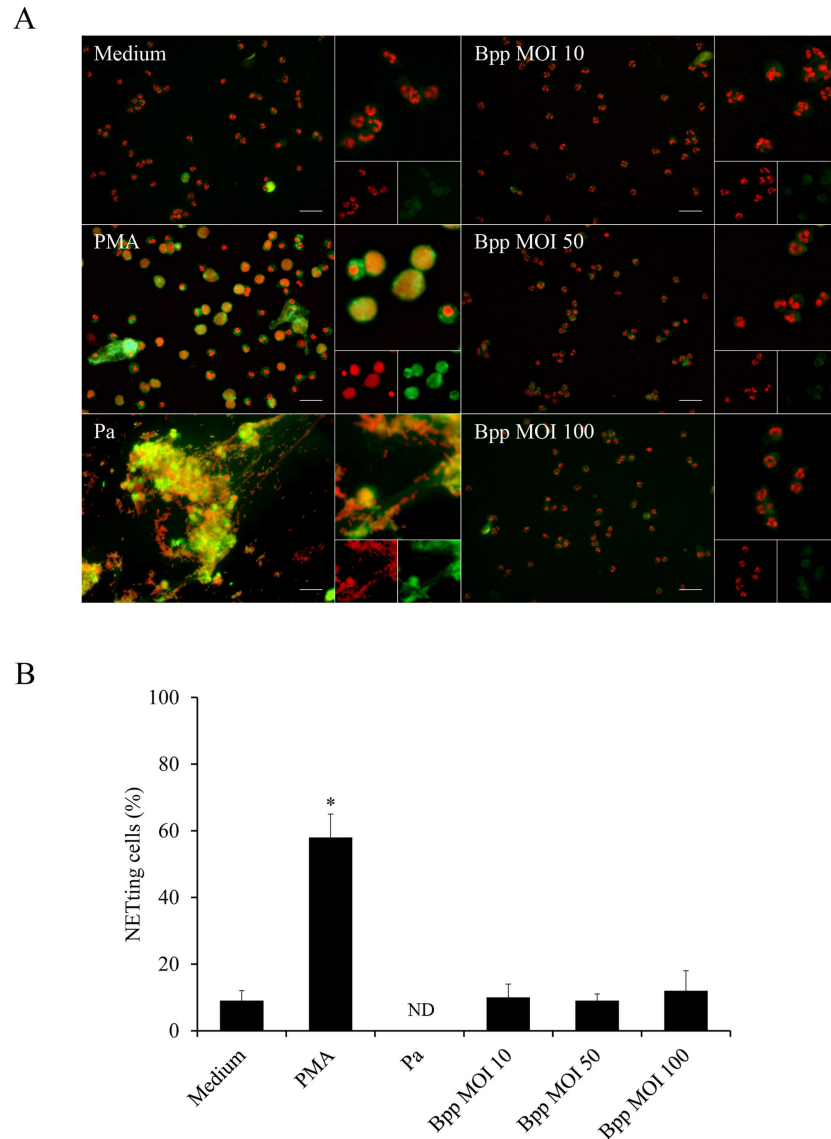 A
Medium
Bpp MOI 10
PMA
Bpp MOI 50
Pa
Bpp MOI 100
B
100
80
60
40
20
0
NETting cells (%)
*
ND
Medium
PMA
Pa
Bpp MOI 10
Bpp MOI 50
Bpp MOI 100